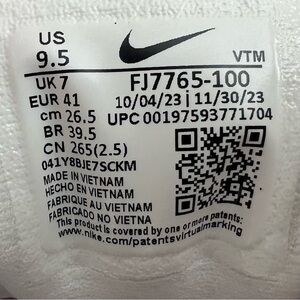 US
9.5 VTM
UK 7 FJ7765-100
EUR 41 10/04/23 | 11/30/23
cm 26.5 UPC 00197593771704
BR 39.5
CN 265(2.5)
041Y8BJE7SCKM
MADE IN VIETNAM
HECHO EN VIETNAM
FABRIQUE AU VIETNAM
FABRICADO NO VIETNA
This product is covered by one or more patents:
www.nike.com/patentsvirtualmarking